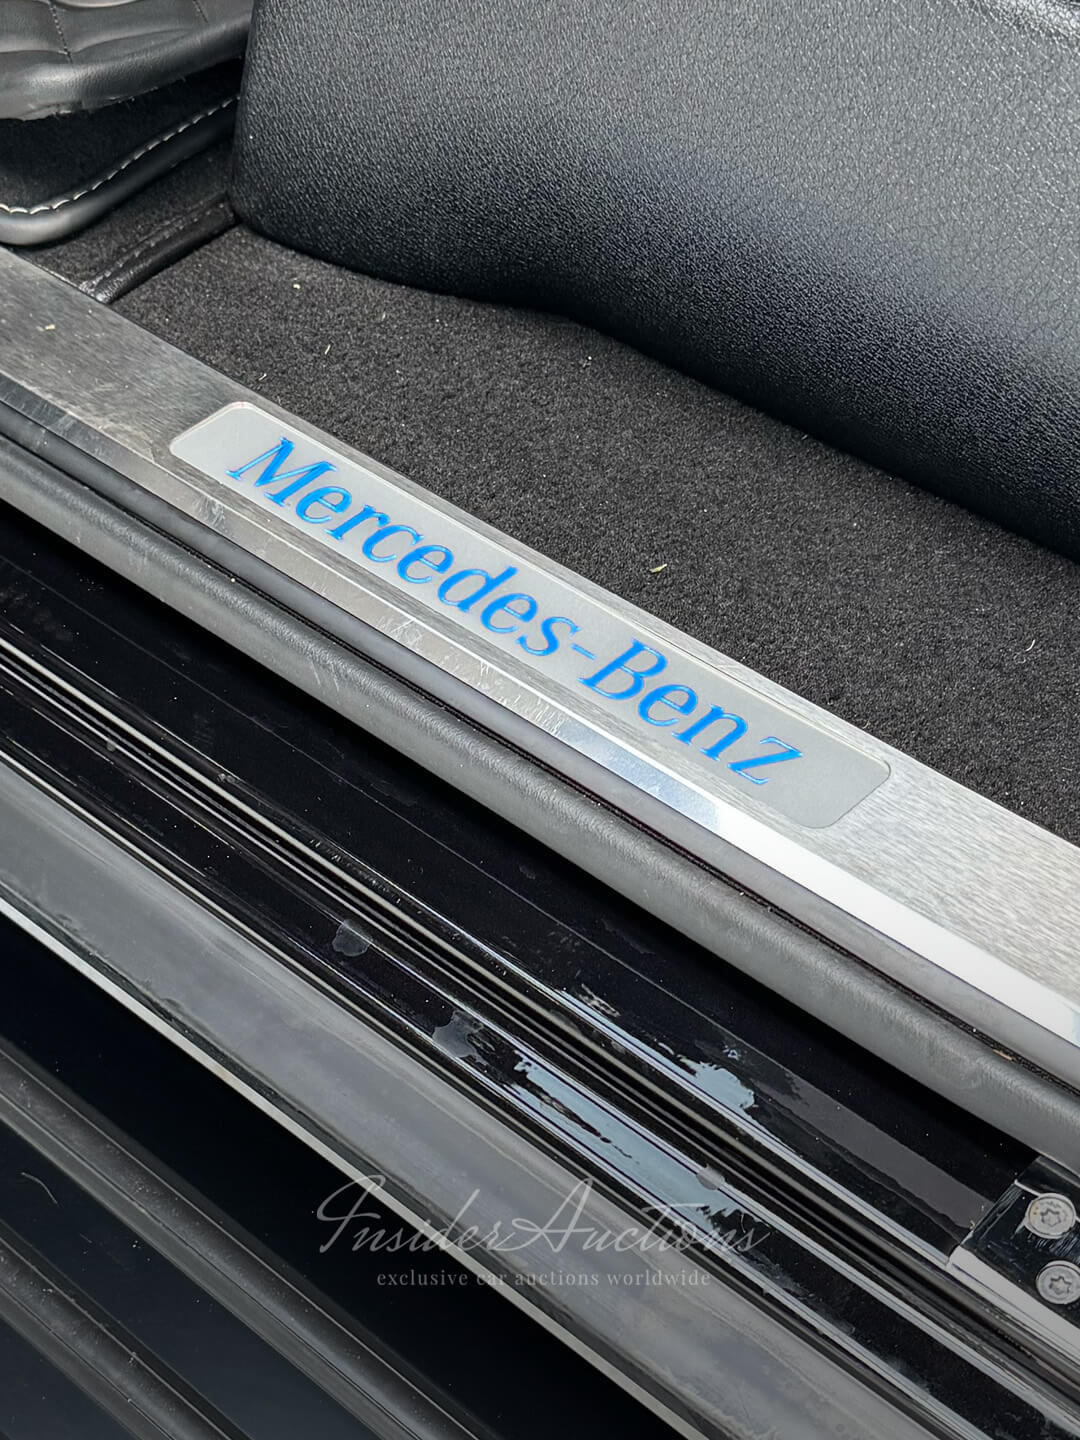 Mercedes-Benz
InsiderAuctions
exclusive car auctions worldwide